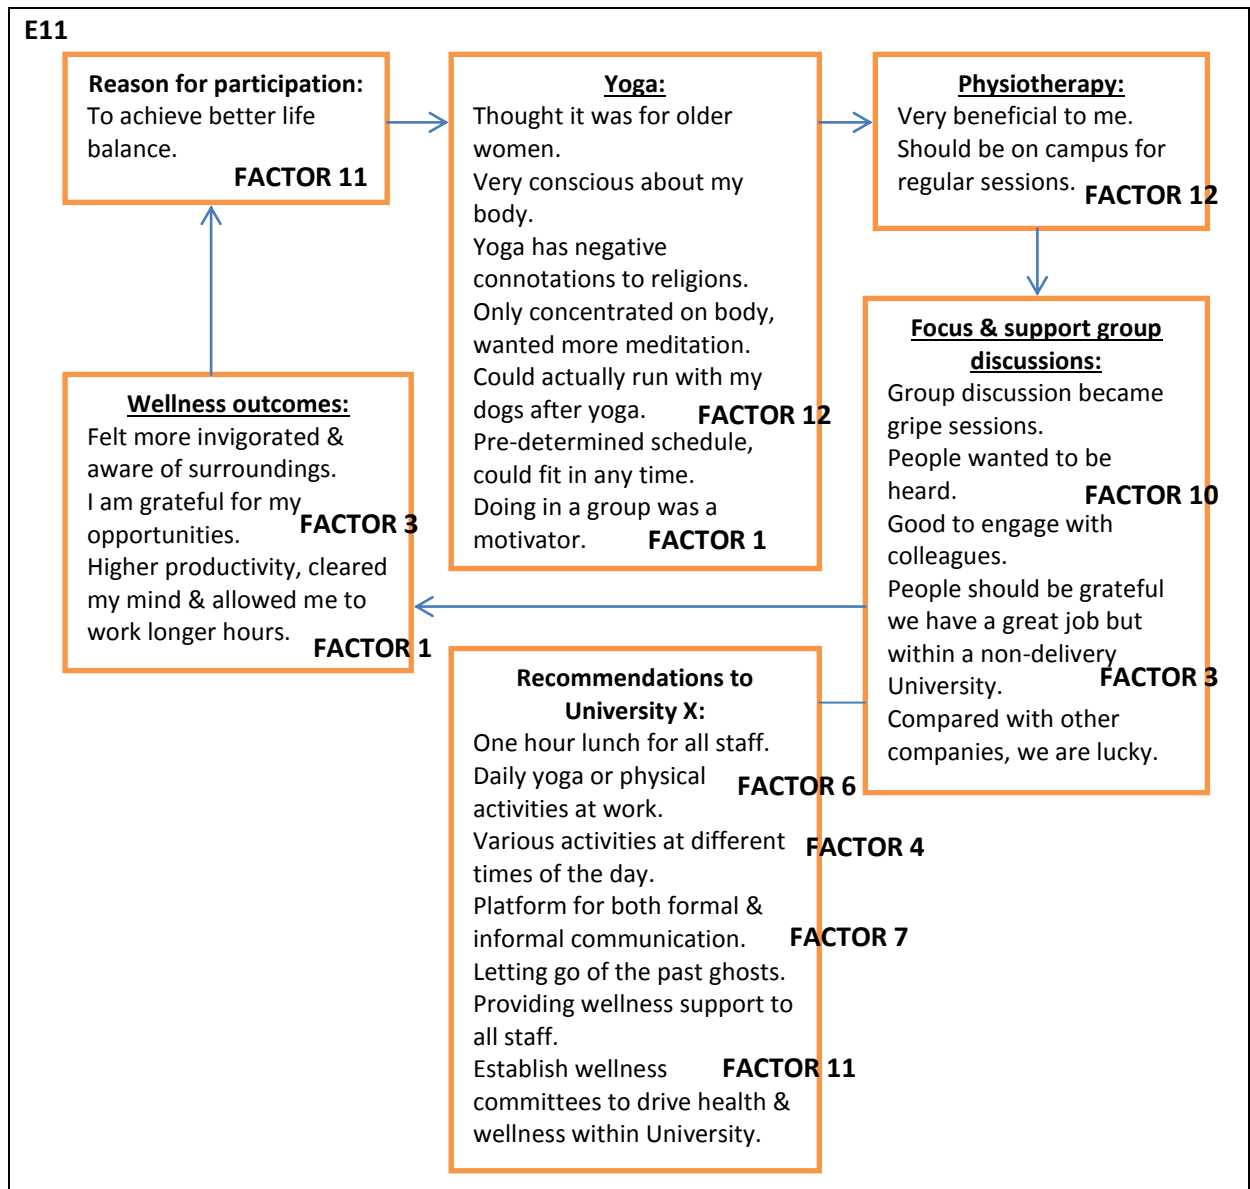 E11
Reason for participation:
To achieve better life
balance.
FACTOR 11
Yoga:
Thought it was for older
women.
Very conscious about my
body.
Yoga has negative
connotations to religions.
Only concentrated on body,
wanted more meditation.
Could actually run with my
dogs after yoga.
FACTOR 12
Pre-determined schedule,
could fit in any time.
Doing in a group was a
motivator.
FACTOR 1
Physiotherapy:
Very beneficial to me.
Should be on campus for
regular sessions.
FACTOR 12
Focus & support group
discussions:
Group discussion became
gripe sessions.
People wanted to be
heard.
FACTOR 10
Good to engage with
colleagues.
People should be grateful
we have a great job but
within a non-delivery
University.
FACTOR 3
Compared with other
companies, we are lucky.
Wellness outcomes:
Felt more invigorated &
aware of surroundings.
I am grateful for my
opportunities.
FACTOR 3
Higher productivity, cleared
my mind & allowed me to
work longer hours.
FACTOR 1
Recommendations to
University X:
One hour lunch for all staff.
Daily yoga or physical
activities at work.
FACTOR 6
Various activities at different
times of the day.
FACTOR 4
Platform for both formal &
informal communication.
FACTOR 7
Letting go of the past ghosts.
Providing wellness support to
all staff.
Establish wellness
FACTOR 11
committees to drive health &
wellness within University.